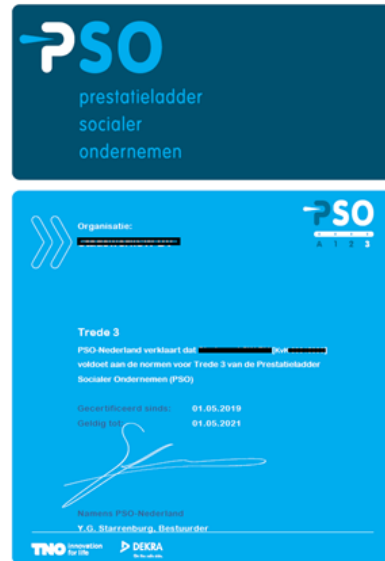 PSO
prestatieladder
socialer
ondernemen
PSO
A 1 2 3
Organisatie:
Trede 3
PSO-Nederland verklaart dat [KvK ]
voldoet aan de normen voor Trede 3 van de Prestatieladder
Socialer Ondernemen (PSO)
Gecertificeerd sinds: 01.05.2019
Geldig tot: 01.05.2021
Namens PSO-Nederland
Y.G. Starrenburg, Bestuurder
TNO innovation for life
DEKRA